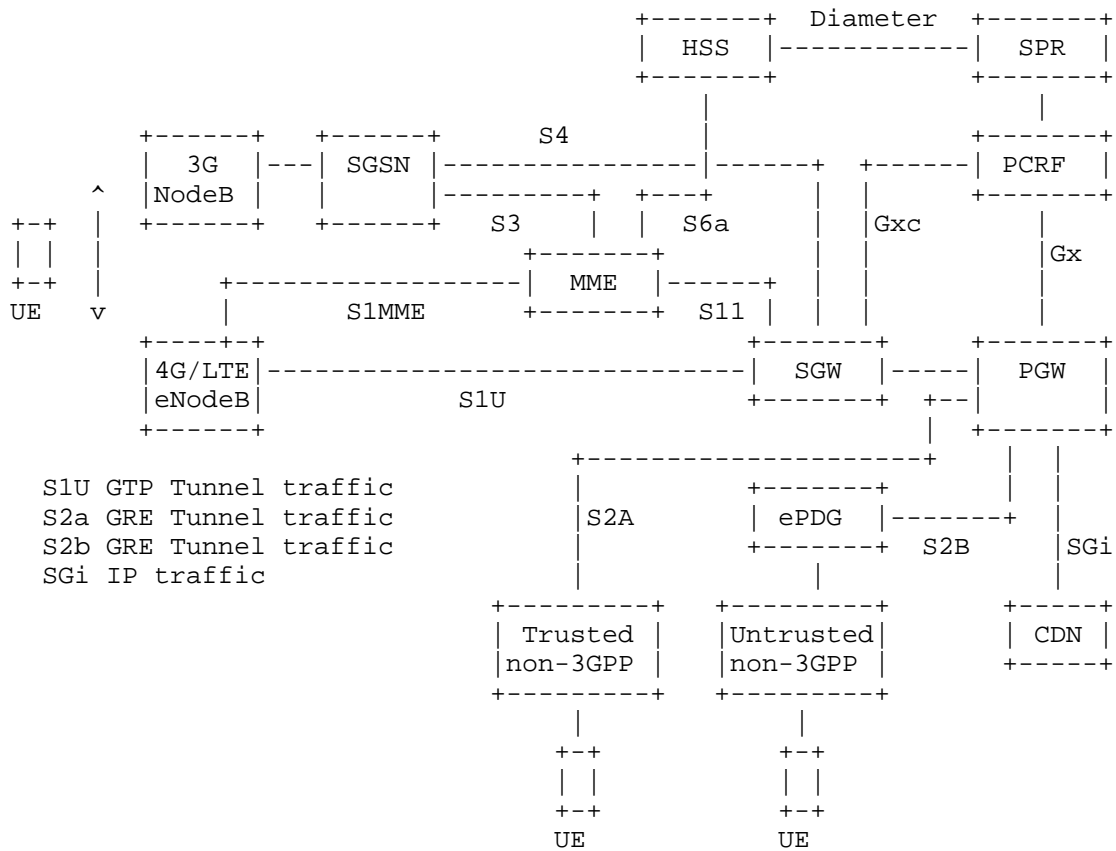 Diameter
HSS SPR
S4
3G SGSN PCRF
NodeB
S3 S6a Gxc
MME Gx
UE S1MME S11
4G/LTE SGW PGW
eNodeB S1U
S1U GTP Tunnel traffic
S2a GRE Tunnel traffic S2A ePDG
S2b GRE Tunnel traffic S2B SGi
SGi IP traffic
Trusted Untrusted CDN
non-3GPP non-3GPP
UE UE